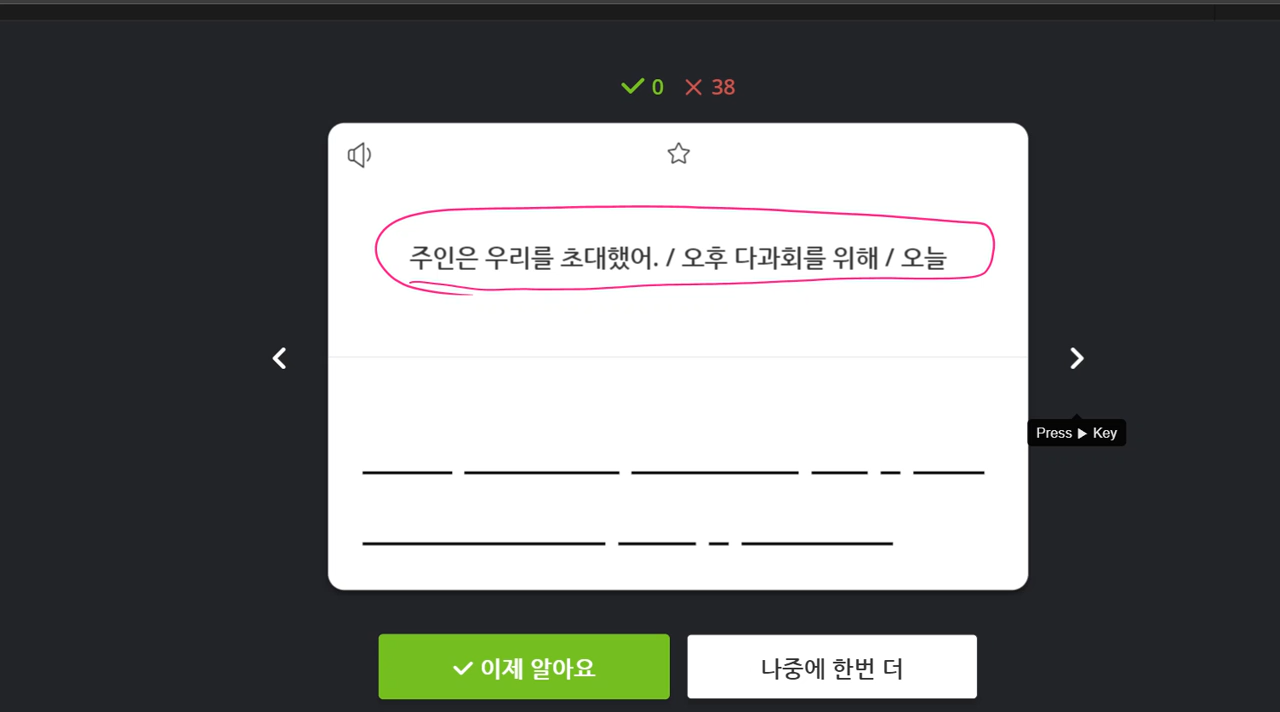 0 38
주인은 우리를 초대했어. / 오후 다과회를 위해 / 오늘
Press ▶ Key
이제 알아요
나중에 한번 더